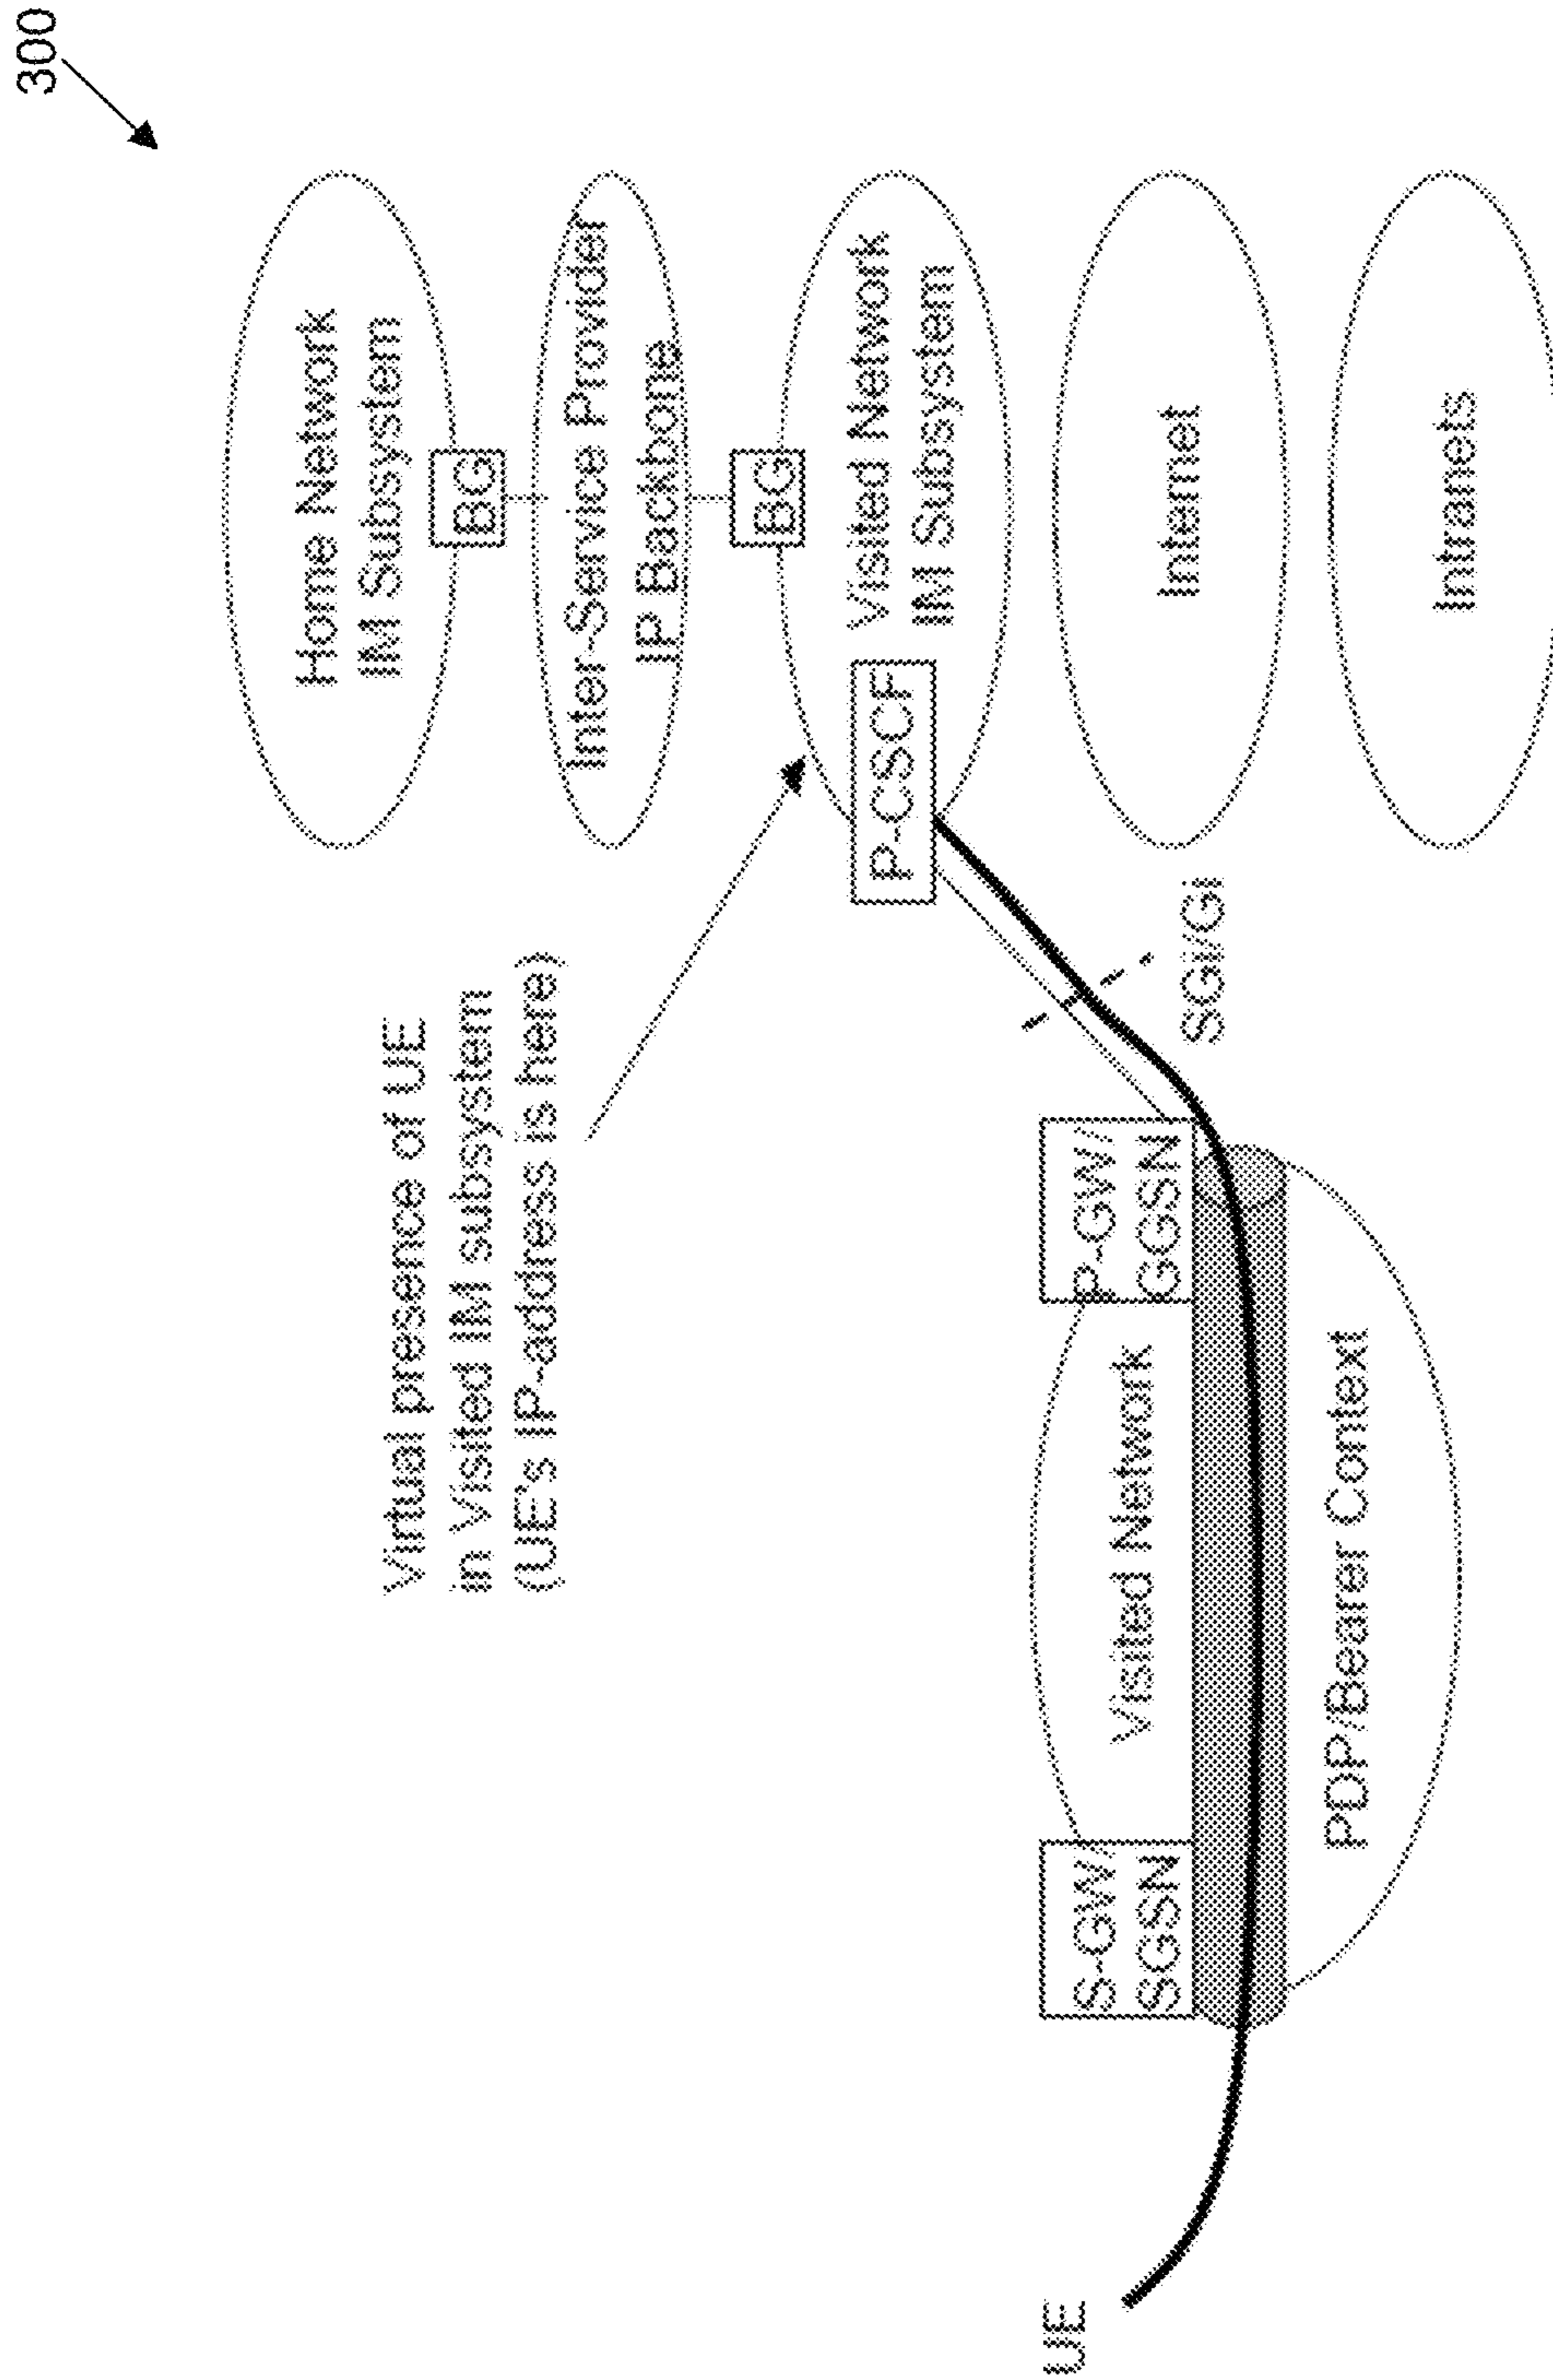 300
Home Network
IM Subsystem
BG
Inter-Service Provider
IP Backbone
BG
Virtual presence of UE
in Visited IM subsystem
(UE's IP-address is here)
Visited Network
IM Subsystem
P-CSCF
Internet
SGi/Gi
Intranets
UE
S-GW/
SGSN
Visited Network
P-GW/
GGSN
PDP/Bearer Context